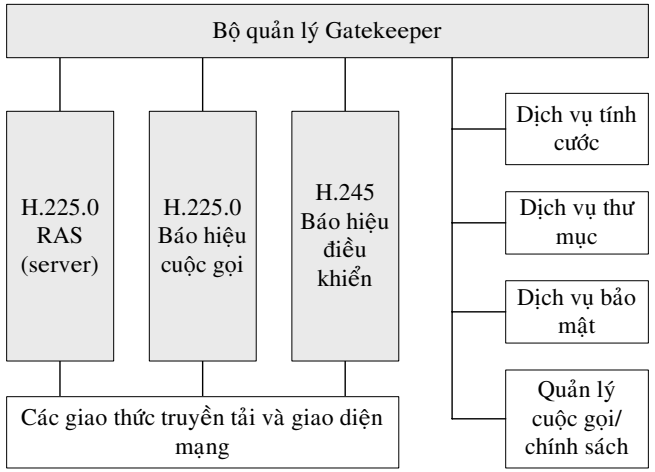 Bộ quản lý Gatekeeper
H.225.0
RAS
(server)
H.225.0
Báo hiệu
cuộc gọi
H.245
Báo hiệu
điều
khiển
Dịch vụ tính
cước
Dịch vụ thư
mục
Dịch vụ bảo
mật
Quản lý
cuộc gọi/
chính sách
Các giao thức truyền tải và giao diện
mạng